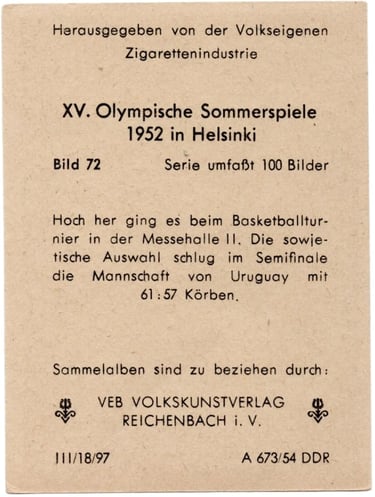 Herausgegeben von der Volkseigenen
Zigarettenindustrie
XV. Olympische Sommerspiele
1952 in Helsinki
Bild 72 Serie umfaßt 100 Bilder
Hoch her ging es beim Basketballtur-
nier in der Messehalle II. Die sowje-
tische Auswahl schlug im Semifinale
die Mannschaft von Uruguay mit
61:57 Körben.
Sammelalben sind zu beziehen durch:
VEB VOLKSKUNSTVERLAG
REICHENBACH i. V.
III/18/97 A 673/54 DDR